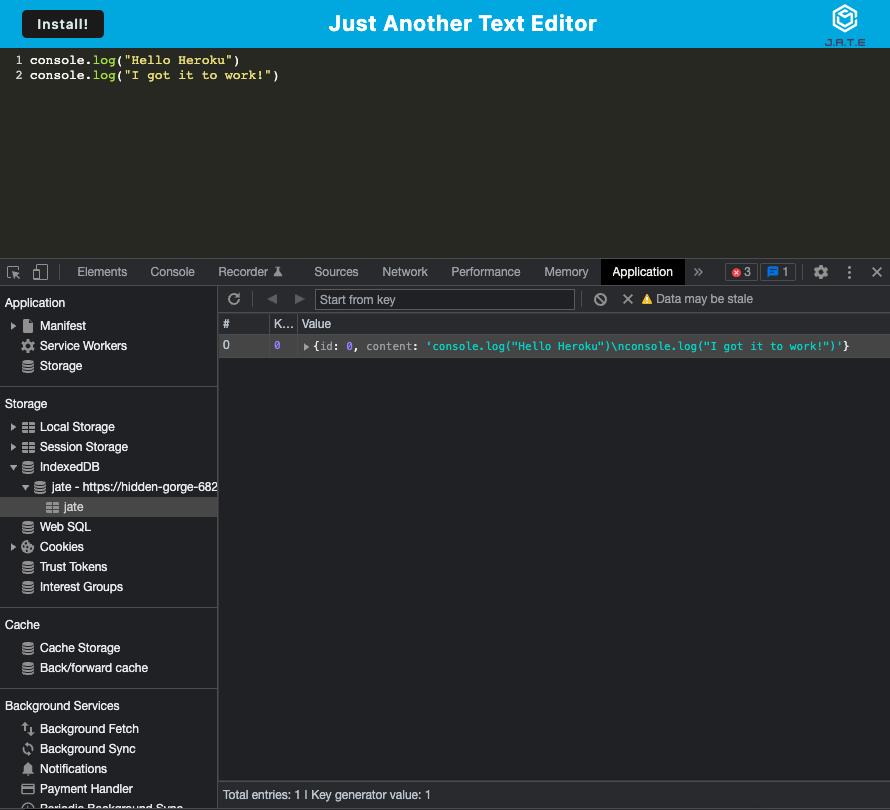 Install!
Just Another Text Editor
J.A.T.E
1 console.log("Hello Heroku")
2 console.log("I got it to work!")
Elements Console Recorder Sources Network Performance Memory Application » 3 1
Application
Manifest
Service Workers
Storage
Storage
Local Storage
Session Storage
IndexedDB
jate - https://hidden-gorge-682
jate
Web SQL
Cookies
Trust Tokens
Interest Groups
Cache
Cache Storage
Back/forward cache
Background Services
Background Fetch
Background Sync
Notifications
Payment Handler
Periodic Background Sync
Start from key
Data may be stale
# K... Value
0 0 {id: 0, content: 'console.log("Hello Heroku")\nconsole.log("I got it to work!")'}
Total entries: 1 | Key generator value: 1